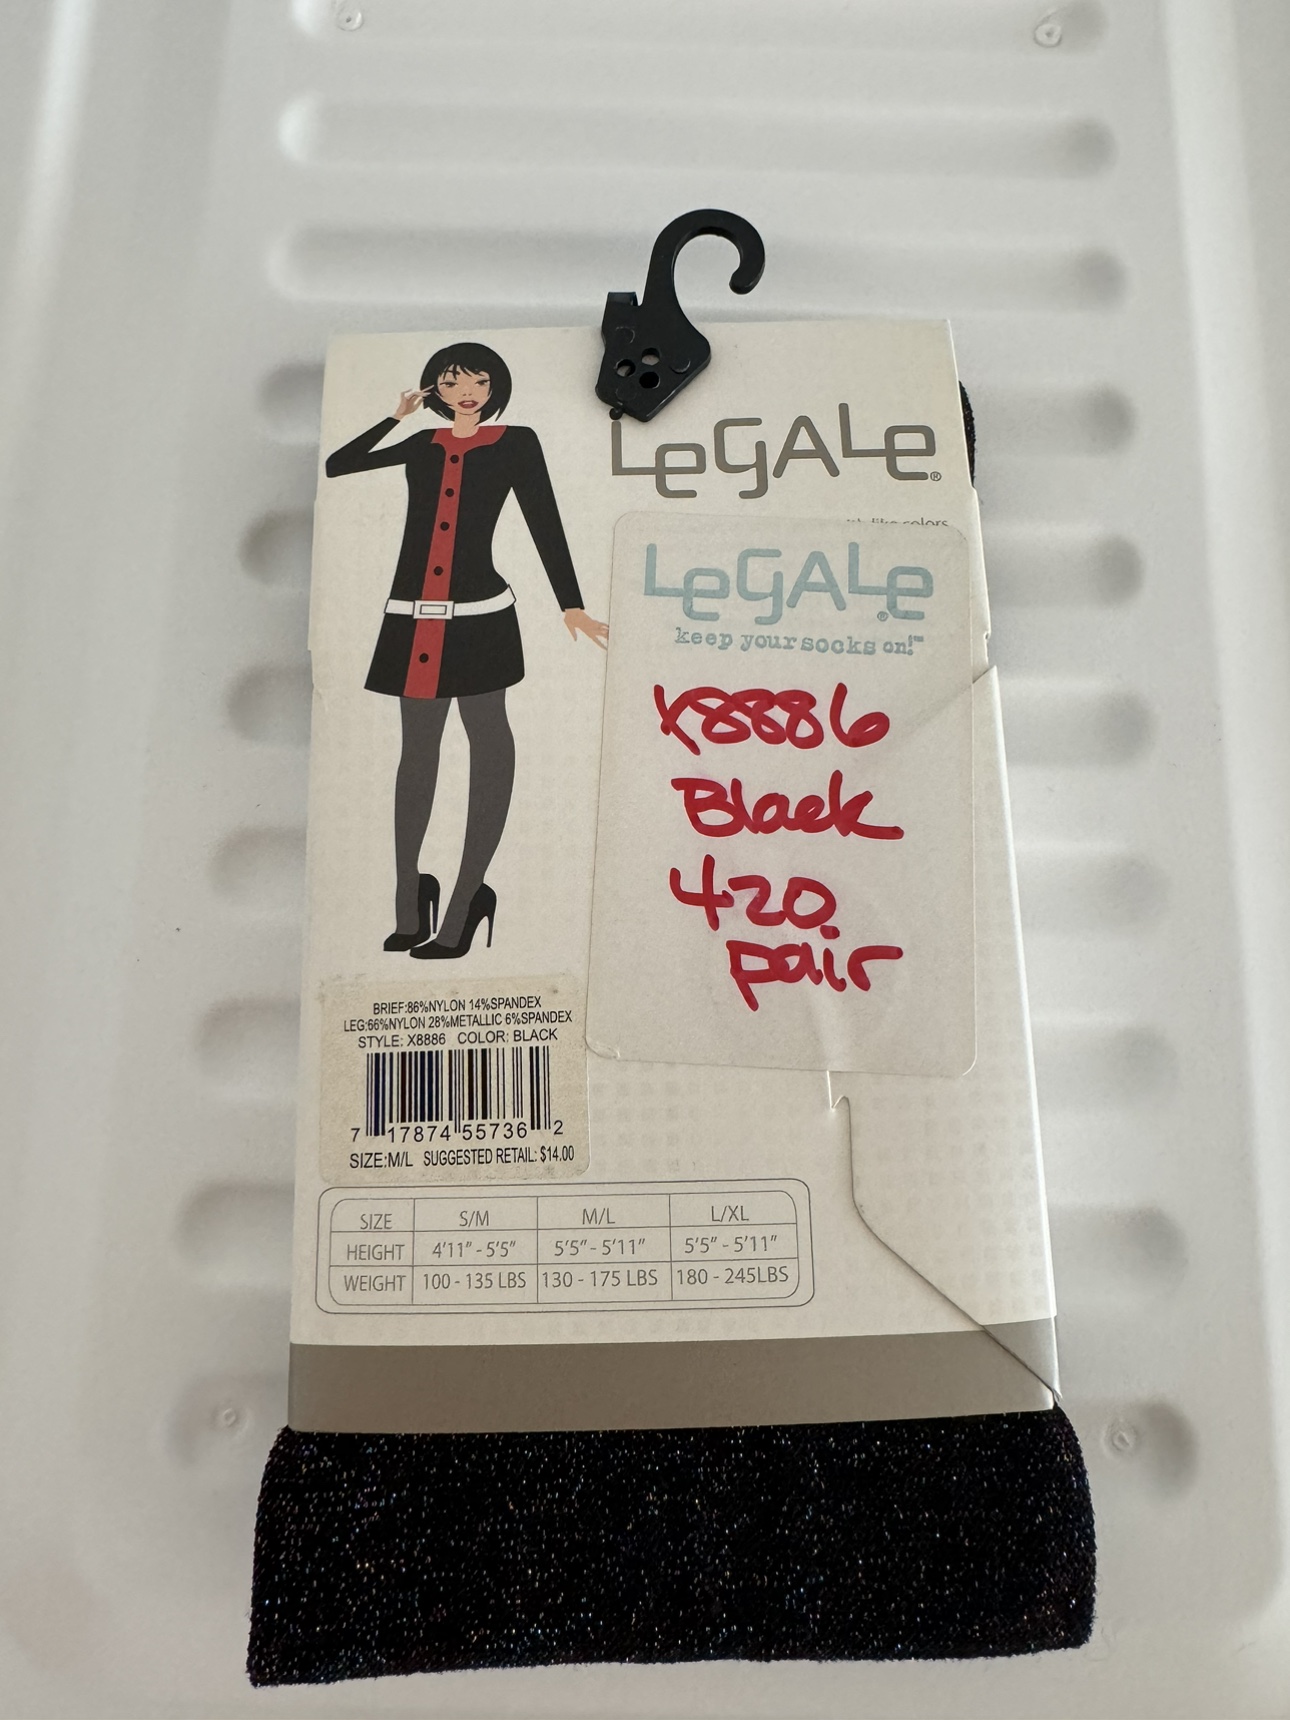 LeGALe®
like colors
LeGALe®
keep your socks on!™
X8886
Black
420
pair
BRIEF:86%NYLON 14%SPANDEX
LEG:66%NYLON 28%METALLIC 6%SPANDEX
STYLE: X8886 COLOR: BLACK
7 17874 55736 2
SIZE:M/L SUGGESTED RETAIL: $14.00
SIZE S/M M/L L/XL
HEIGHT 4'11" - 5'5" 5'5" - 5'11" 5'5" - 5'11"
WEIGHT 100 - 135 LBS 130 - 175 LBS 180 - 245LBS